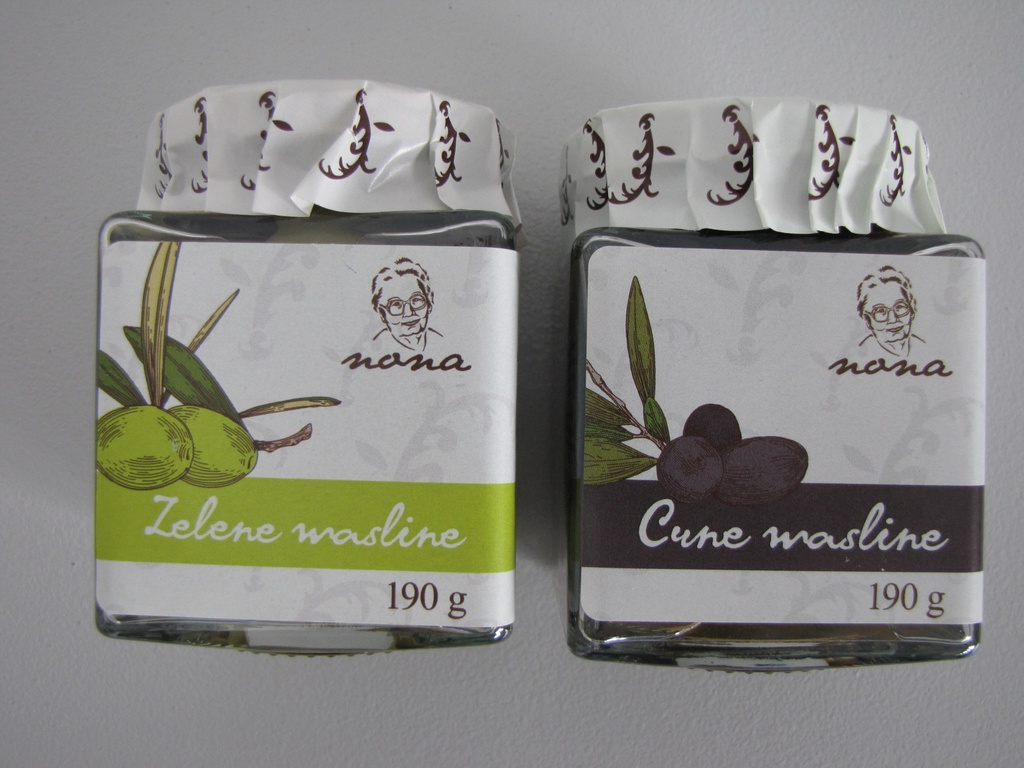 nona
Zelene masline
190 g
nona
Crne masline
190 g